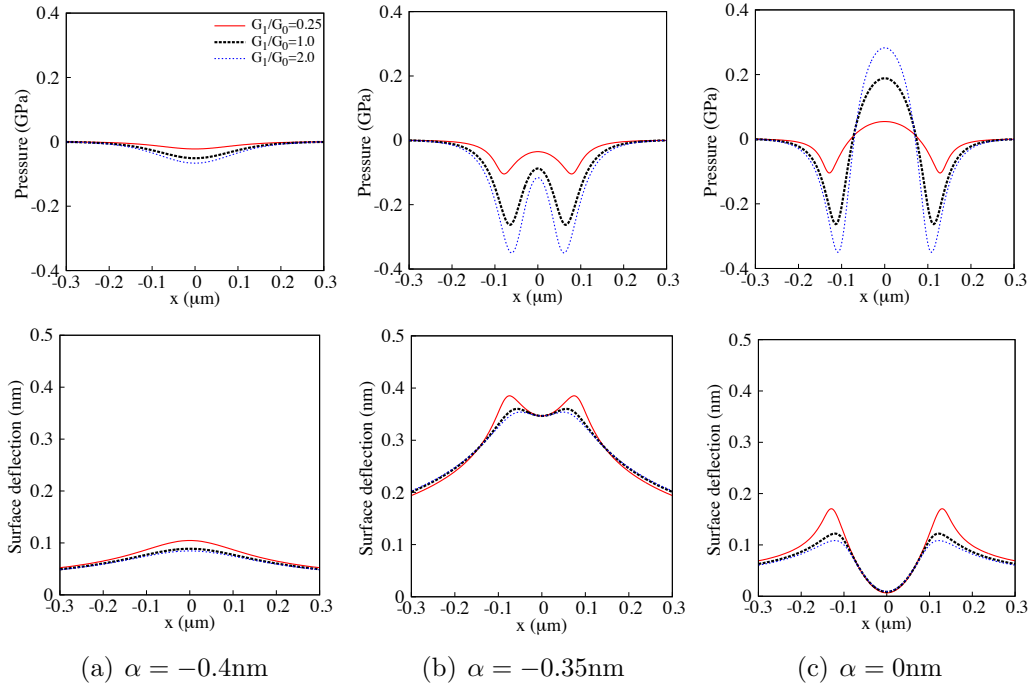 0.4
0.2
0
-0.2
-0.4
Pressure (GPa)
G1/G0=0.25
G1/G0=1.0
G1/G0=2.0
-0.3 -0.2 -0.1 0 0.1 0.2 0.3
x (μm)
0.4
0.2
0
-0.2
-0.4
Pressure (GPa)
-0.3 -0.2 -0.1 0 0.1 0.2 0.3
x (μm)
0.4
0.2
0
-0.2
-0.4
Pressure (GPa)
-0.3 -0.2 -0.1 0 0.1 0.2 0.3
x (μm)
0.5
0.4
0.3
0.2
0.1
0
Surface deflection (nm)
-0.3 -0.2 -0.1 0 0.1 0.2 0.3
x (μm)
0.5
0.4
0.3
0.2
0.1
0
Surface deflection (nm)
-0.3 -0.2 -0.1 0 0.1 0.2 0.3
x (μm)
0.5
0.4
0.3
0.2
0.1
0
Surface deflection (nm)
-0.3 -0.2 -0.1 0 0.1 0.2 0.3
x (μm)
(a) α = −0.4nm
(b) α = −0.35nm
(c) α = 0nm